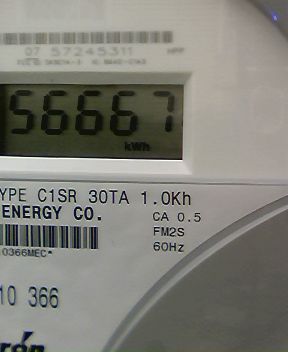 07 57245311
56667
kWh
YPE C1SR 30TA 1.0Kh
ENERGY CO.
CA 0.5
FM2S
60Hz
0366MEC*
10 366
rón